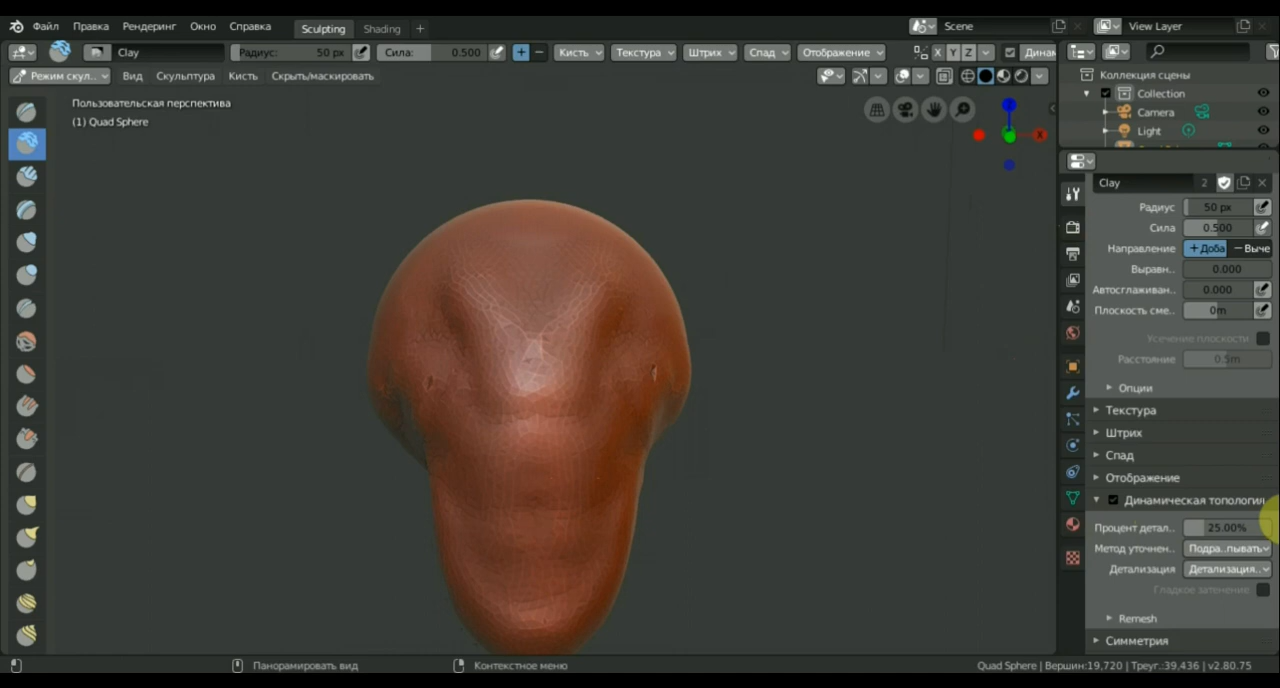 Файл Правка Рендеринг Окно Справка Sculpting Shading + Scene View Layer
Clay Радиус: 50 px Сила: 0.500 + − Кисть Текстура Штрих Спад Отображение X Y Z Динам
Режим скул.. Вид Скульптура Кисть Скрыть/маскировать
Пользовательская перспектива
(1) Quad Sphere
X
Коллекция сцены
Collection
Camera
Light
Clay 2
Радиус 50 px
Сила 0.500
Направление + Доба − Выче
Выравн.. 0.000
Автосглаживан.. 0.000
Плоскость сме.. 0m
Усечение плоскости
Расстояние 0.5m
Опции
Текстура
Штрих
Спад
Отображение
Динамическая топология
Процент детал.. 25.00%
Метод уточнен.. Подра..пывать
Детализация Детализация..
Гладкое затенение
Remesh
Симметрия
Панорамировать вид Контекстное меню Quad Sphere | Вершин:19,720 | Треуг.:39,436 | v2.80.75